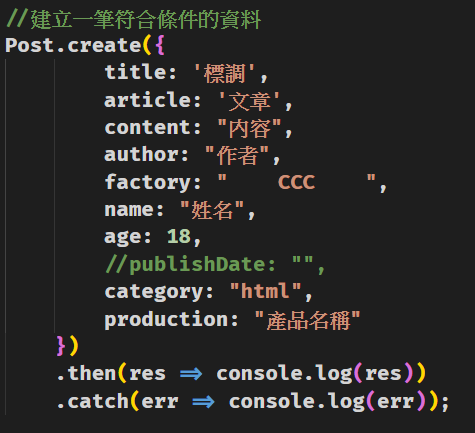 //建立一筆符合條件的資料
Post.create({
title: '標調',
article: '文章',
content: "内容",
author: "作者",
factory: "    CCC    ",
name: "姓名",
age: 18,
//publishDate: "",
category: "html",
production: "產品名稱"
})
.then(res => console.log(res))
.catch(err => console.log(err));